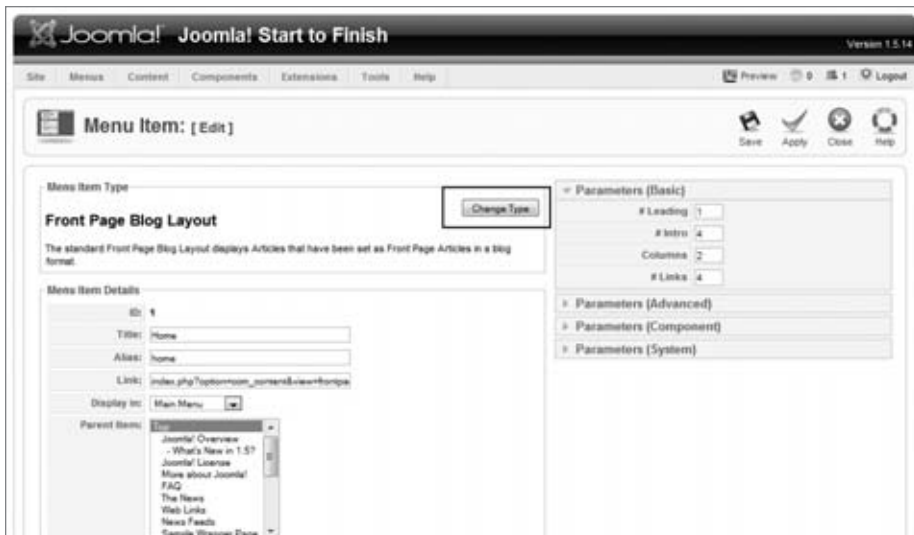 Joomla! Joomla! Start to Finish
Version 1.5.14
Site Menus Content Components Extensions Tools Help
Preview 0 1 Logout
Menu Item: [ Edit ]
Save Apply Close Help
Menu Item Type
Change Type
Front Page Blog Layout
The standard Front Page Blog Layout displays Articles that have been set as Front Page Articles in a blog
format.
Menu Item Details
ID: 1
Title: Home
Alias: home
Link: index.php?option=com_content&view=frontpa
Display in: Main Menu
Parent Item: Top
Joomla! Overview
- What's New in 1.5?
Joomla! License
More about Joomla!
FAQ
The News
Web Links
News Feeds
Sample Wrapper Page
Parameters (Basic)
# Leading 1
# Intro 4
Columns 2
# Links 4
Parameters (Advanced)
Parameters (Component)
Parameters (System)